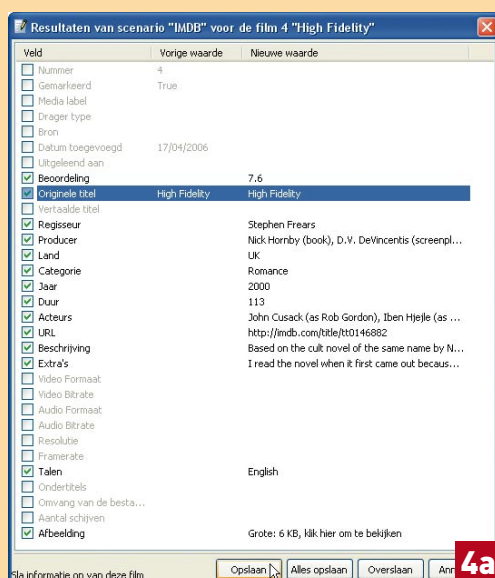 Resultaten van scenario "IMDB" voor de film 4 "High Fidelity"
Veld Vorige waarde Nieuwe waarde
Nummer 4
Gemarkeerd True
Media label
Drager type
Bron
Datum toegevoegd 17/04/2006
Uitgeleend aan
Beoordeling 7.6
Originele titel High Fidelity High Fidelity
Vertaalde titel
Regisseur Stephen Frears
Producer Nick Hornby (book), D.V. DeVincentis (screenpl...
Land UK
Categorie Romance
Jaar 2000
Duur 113
Acteurs John Cusack (as Rob Gordon), Iben Hjejle (as ...
URL http://imdb.com/title/tt0146882
Beschrijving Based on the cult novel of the same name by N...
Extra's I read the novel when it first came out becaus...
Video Formaat
Video Bitrate
Audio Formaat
Audio Bitrate
Resolutie
Framerate
Talen English
Ondertitels
Omvang van de besta...
Aantal schijven
Afbeelding Grote: 6 KB, klik hier om te bekijken
Sla informatie op van deze film Opslaan Alles opslaan Overslaan
4a